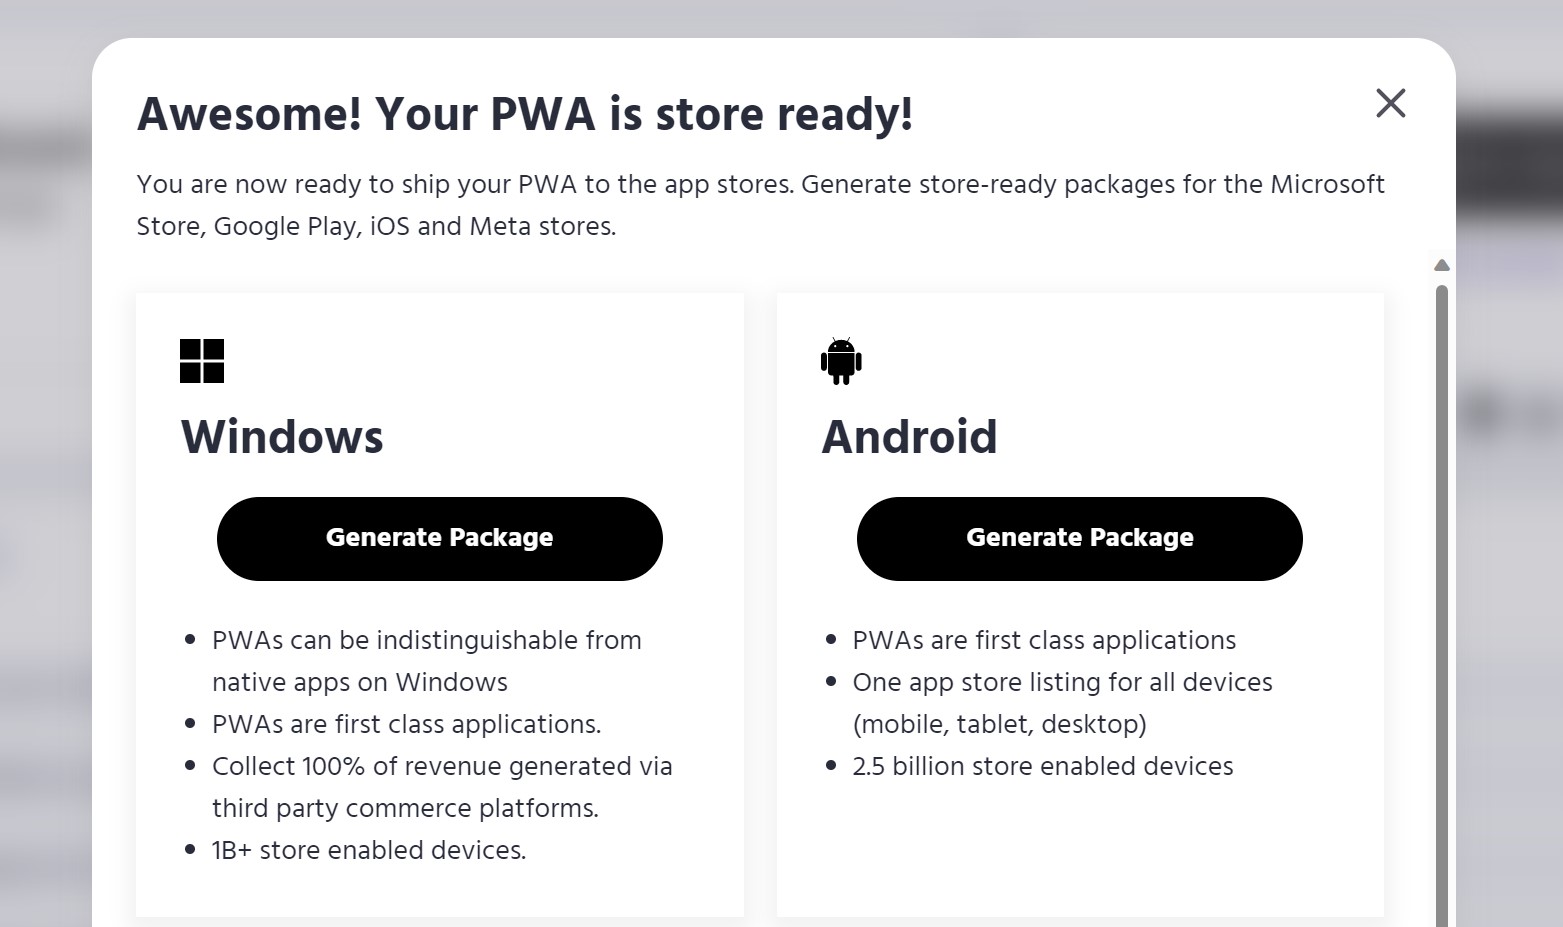 Awesome! Your PWA is store ready!
You are now ready to ship your PWA to the app stores. Generate store-ready packages for the Microsoft
Store, Google Play, iOS and Meta stores.
Windows
Generate Package
• PWAs can be indistinguishable from
native apps on Windows
• PWAs are first class applications.
• Collect 100% of revenue generated via
third party commerce platforms.
• 1B+ store enabled devices.
Android
Generate Package
• PWAs are first class applications
• One app store listing for all devices
(mobile, tablet, desktop)
• 2.5 billion store enabled devices